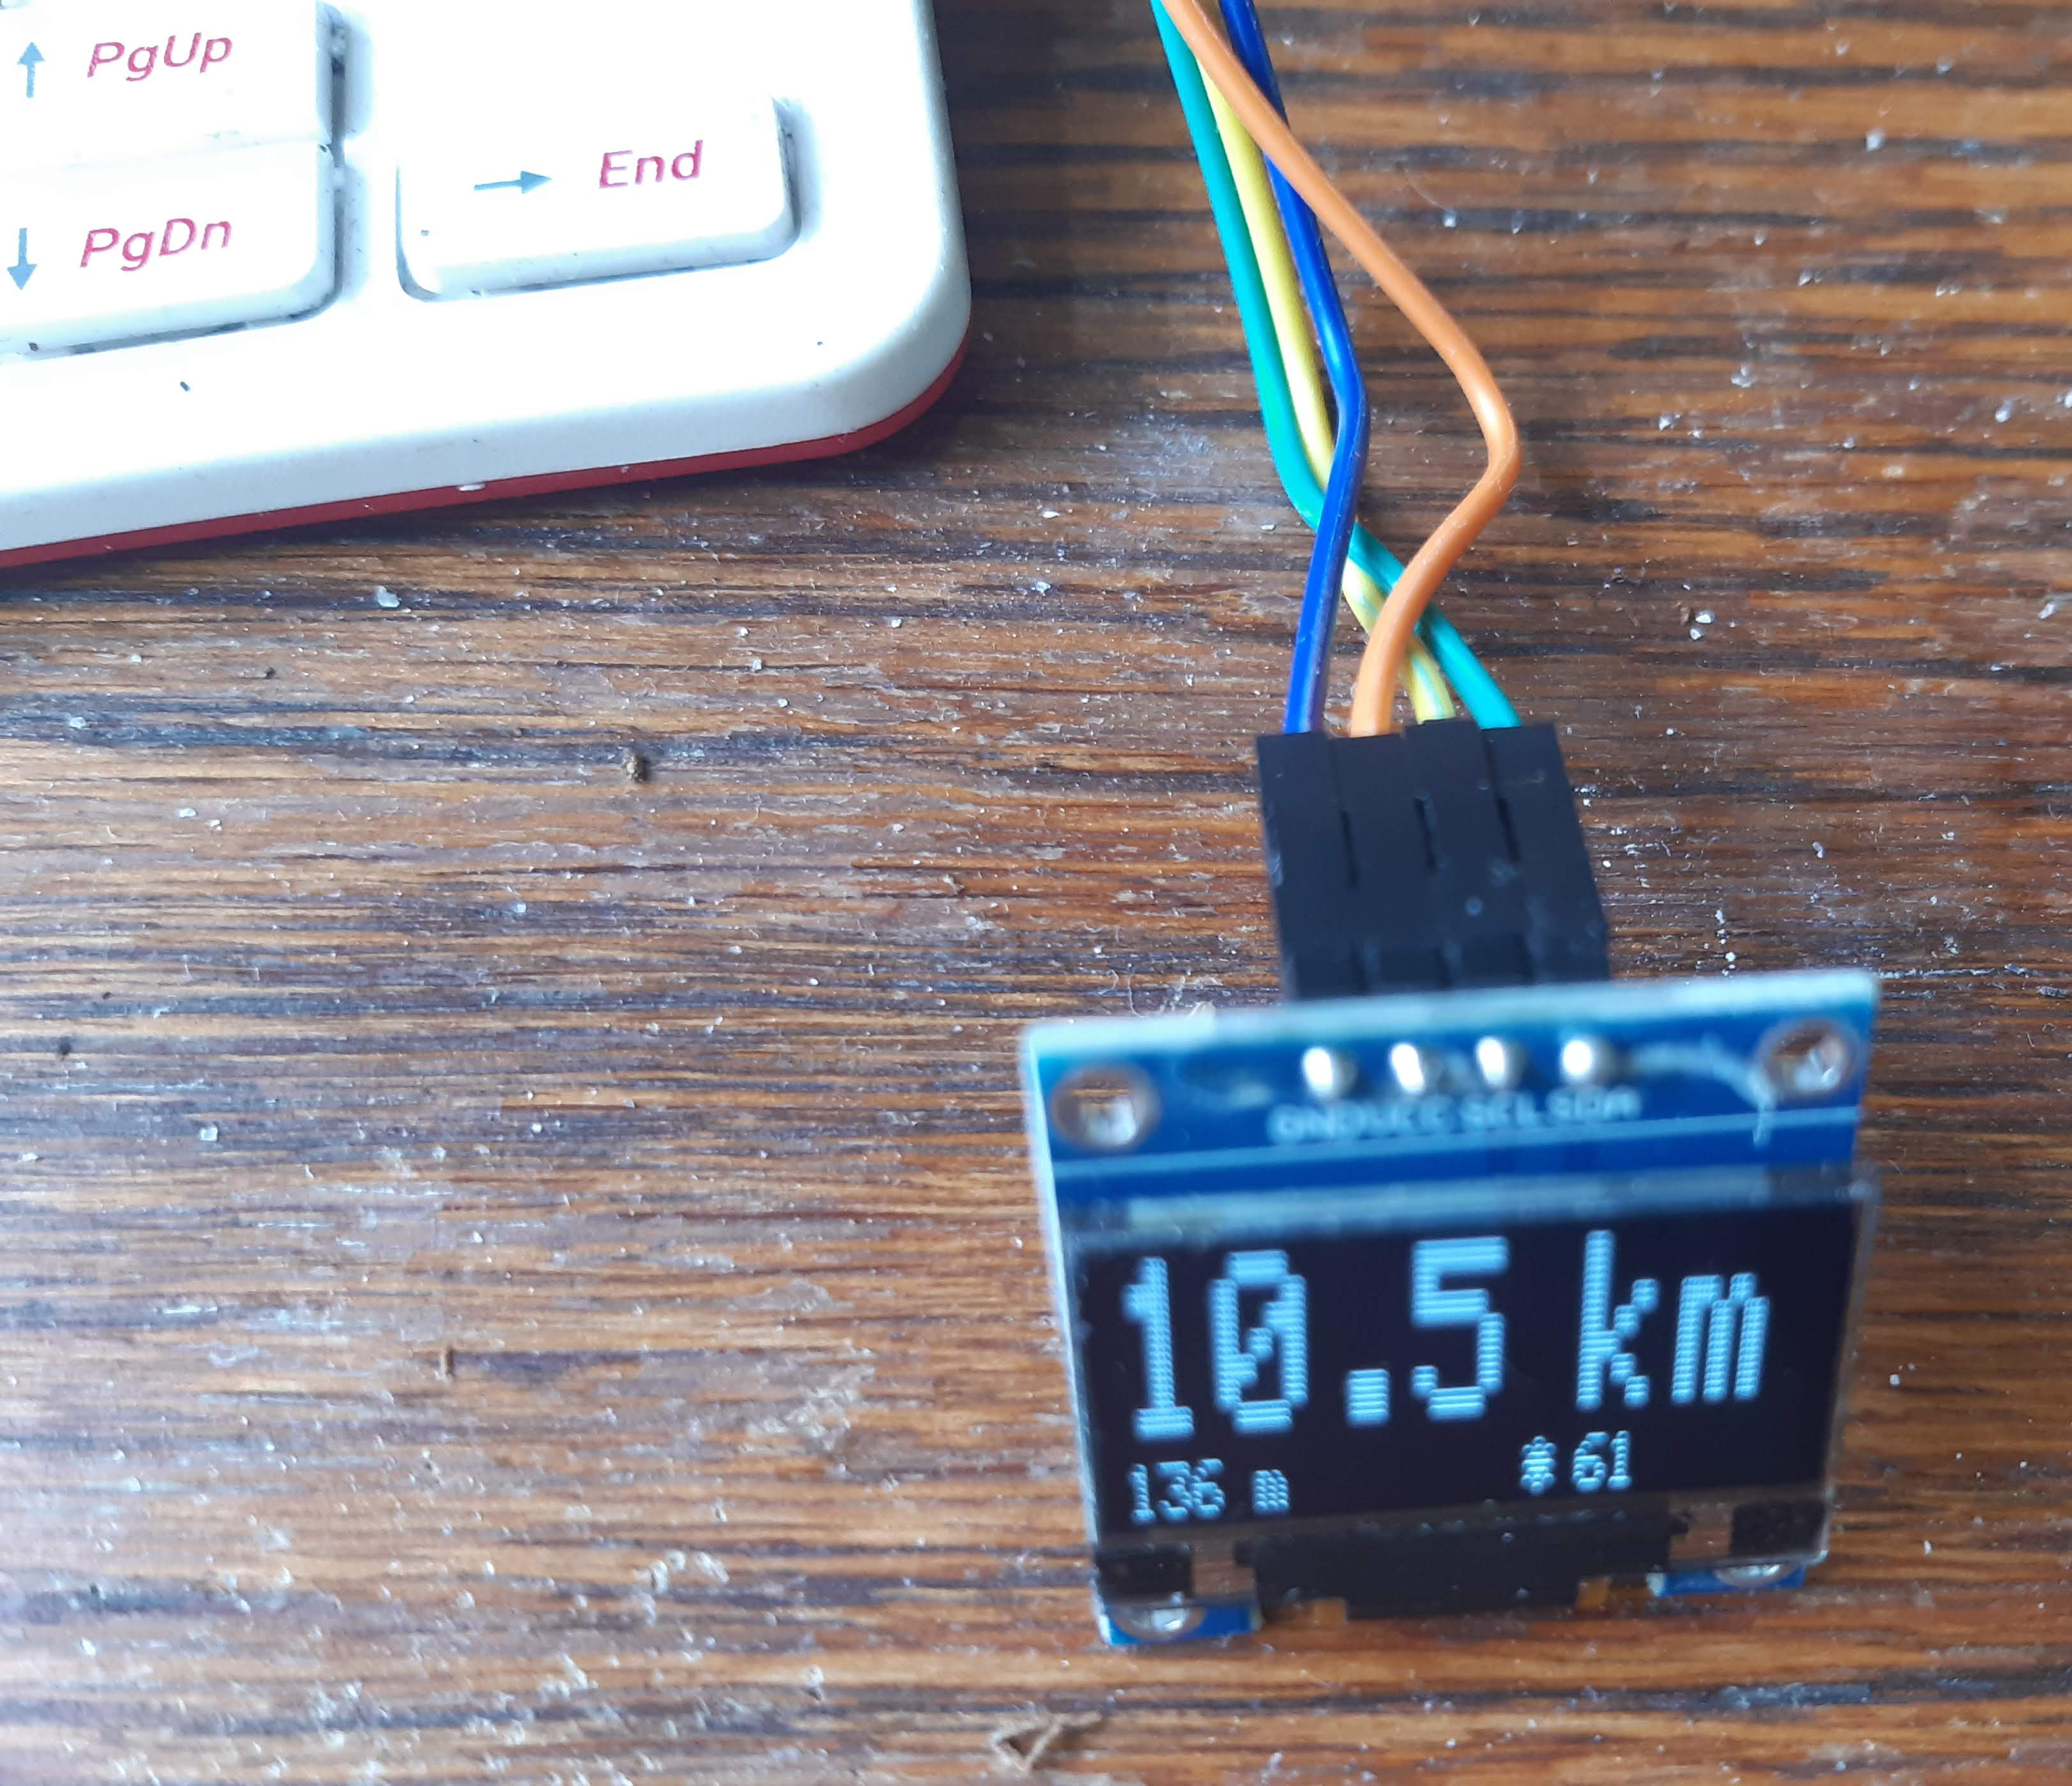 ↑ PgUp
→ End
↓ PgDn
GND VCC SCL SDA
10.5 km
136 m #61